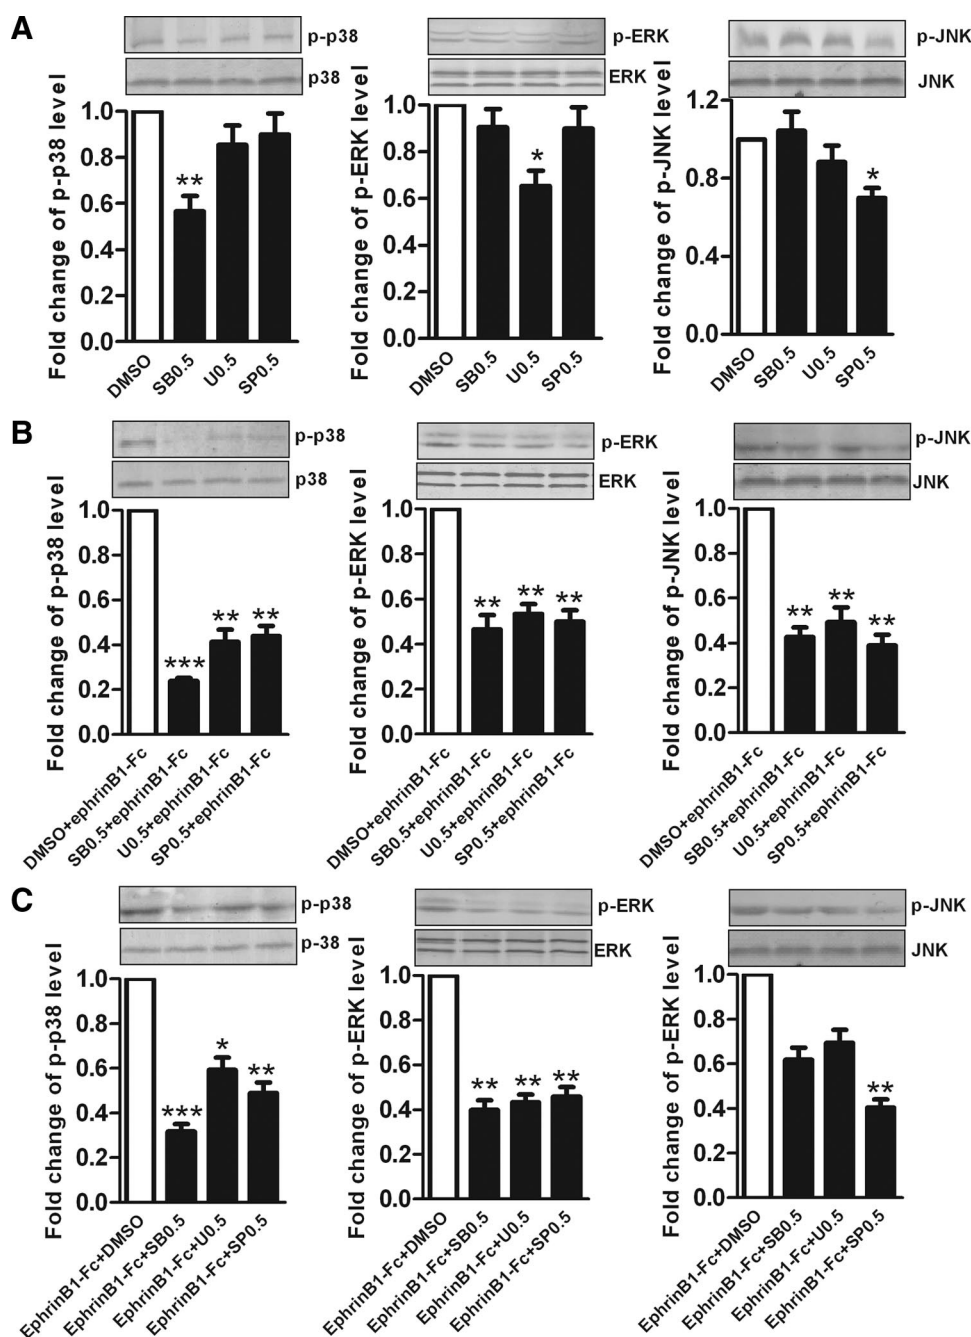 A
p-p38
p38
Fold change of p-p38 level
1.0
0.8
0.6
0.4
0.2
0.0
**
DMSO
SB0.5
U0.5
SP0.5
p-ERK
ERK
Fold change of p-ERK level
1.0
0.8
0.6
0.4
0.2
0.0
*
DMSO
SB0.5
U0.5
SP0.5
p-JNK
JNK
Fold change of p-JNK level
1.2
0.8
0.4
0.0
*
DMSO
SB0.5
U0.5
SP0.5
B
p-p38
p38
Fold change of p-p38 level
1.0
0.8
0.6
0.4
0.2
0.0
***
**
**
DMSO+ephrinB1-Fc
SB0.5+ephrinB1-Fc
U0.5+ephrinB1-Fc
SP0.5+ephrinB1-Fc
p-ERK
ERK
Fold change of p-ERK level
1.0
0.8
0.6
0.4
0.2
0.0
**
**
**
DMSO+ephrinB1-Fc
SB0.5+ephrinB1-Fc
U0.5+ephrinB1-Fc
SP0.5+ephrinB1-Fc
p-JNK
JNK
Fold change of p-JNK level
1.0
0.8
0.6
0.4
0.2
0.0
**
**
**
DMSO+ephrinB1-Fc
SB0.5+ephrinB1-Fc
U0.5+ephrinB1-Fc
SP0.5+ephrinB1-Fc
C
p-p38
p-38
Fold change of p-p38 level
1.0
0.8
0.6
0.4
0.2
0.0
***
*
**
EphrinB1-Fc+DMSO
EphrinB1-Fc+SB0.5
EphrinB1-Fc+U0.5
EphrinB1-Fc+SP0.5
p-ERK
ERK
Fold change of p-ERK level
1.0
0.8
0.6
0.4
0.2
0.0
**
**
**
EphrinB1-Fc+DMSO
EphrinB1-Fc+SB0.5
EphrinB1-Fc+U0.5
EphrinB1-Fc+SP0.5
p-JNK
JNK
Fold change of p-ERK level
1.0
0.8
0.6
0.4
0.2
0.0
**
EphrinB1-Fc+DMSO
EphrinB1-Fc+SB0.5
EphrinB1-Fc+U0.5
EphrinB1-Fc+SP0.5